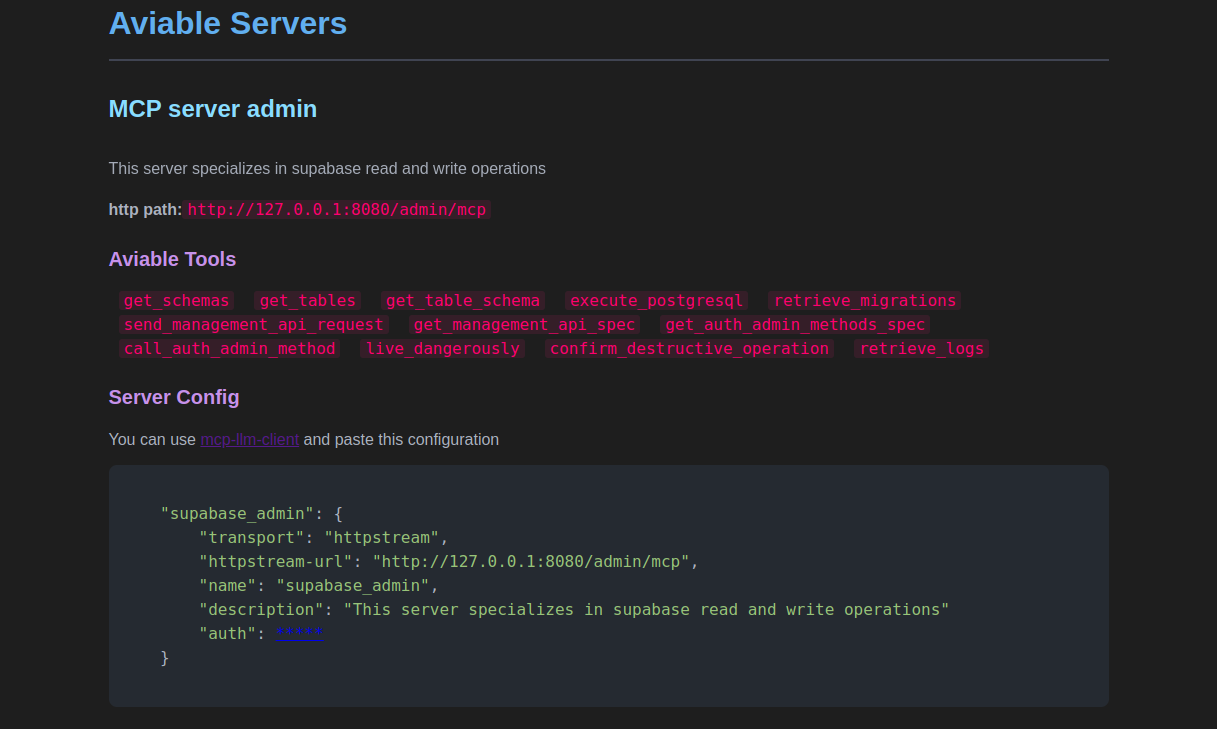 Aviable Servers
MCP server admin
This server specializes in supabase read and write operations
http path: http://127.0.0.1:8080/admin/mcp
Aviable Tools
get_schemas get_tables get_table_schema execute_postgresql retrieve_migrations
send_management_api_request get_management_api_spec get_auth_admin_methods_spec
call_auth_admin_method live_dangerously confirm_destructive_operation retrieve_logs
Server Config
You can use mcp-llm-client and paste this configuration
"supabase_admin": {
"transport": "httpstream",
"httpstream-url": "http://127.0.0.1:8080/admin/mcp",
"name": "supabase_admin",
"description": "This server specializes in supabase read and write operations"
"auth": *****
}